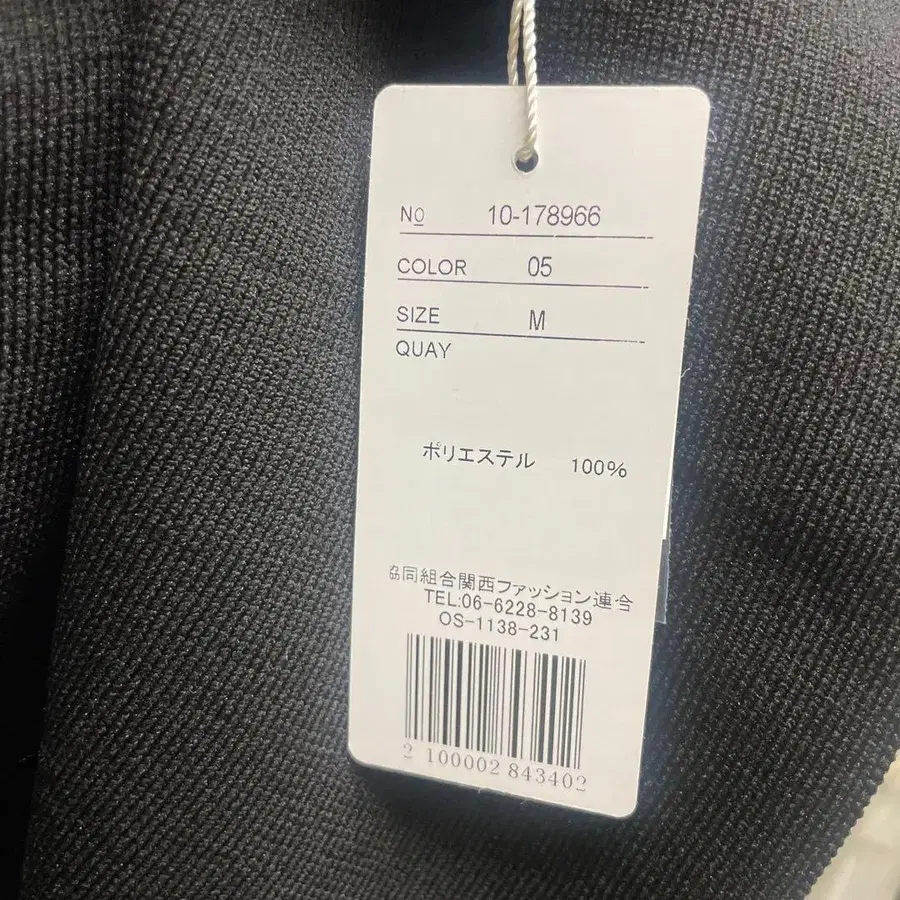 No 10-178966
COLOR 05
SIZE M
QUAY
ポリエステル 100%
協同組合関西ファッション連合
TEL:06-6228-8139
OS-1138-231
2 100002 843402